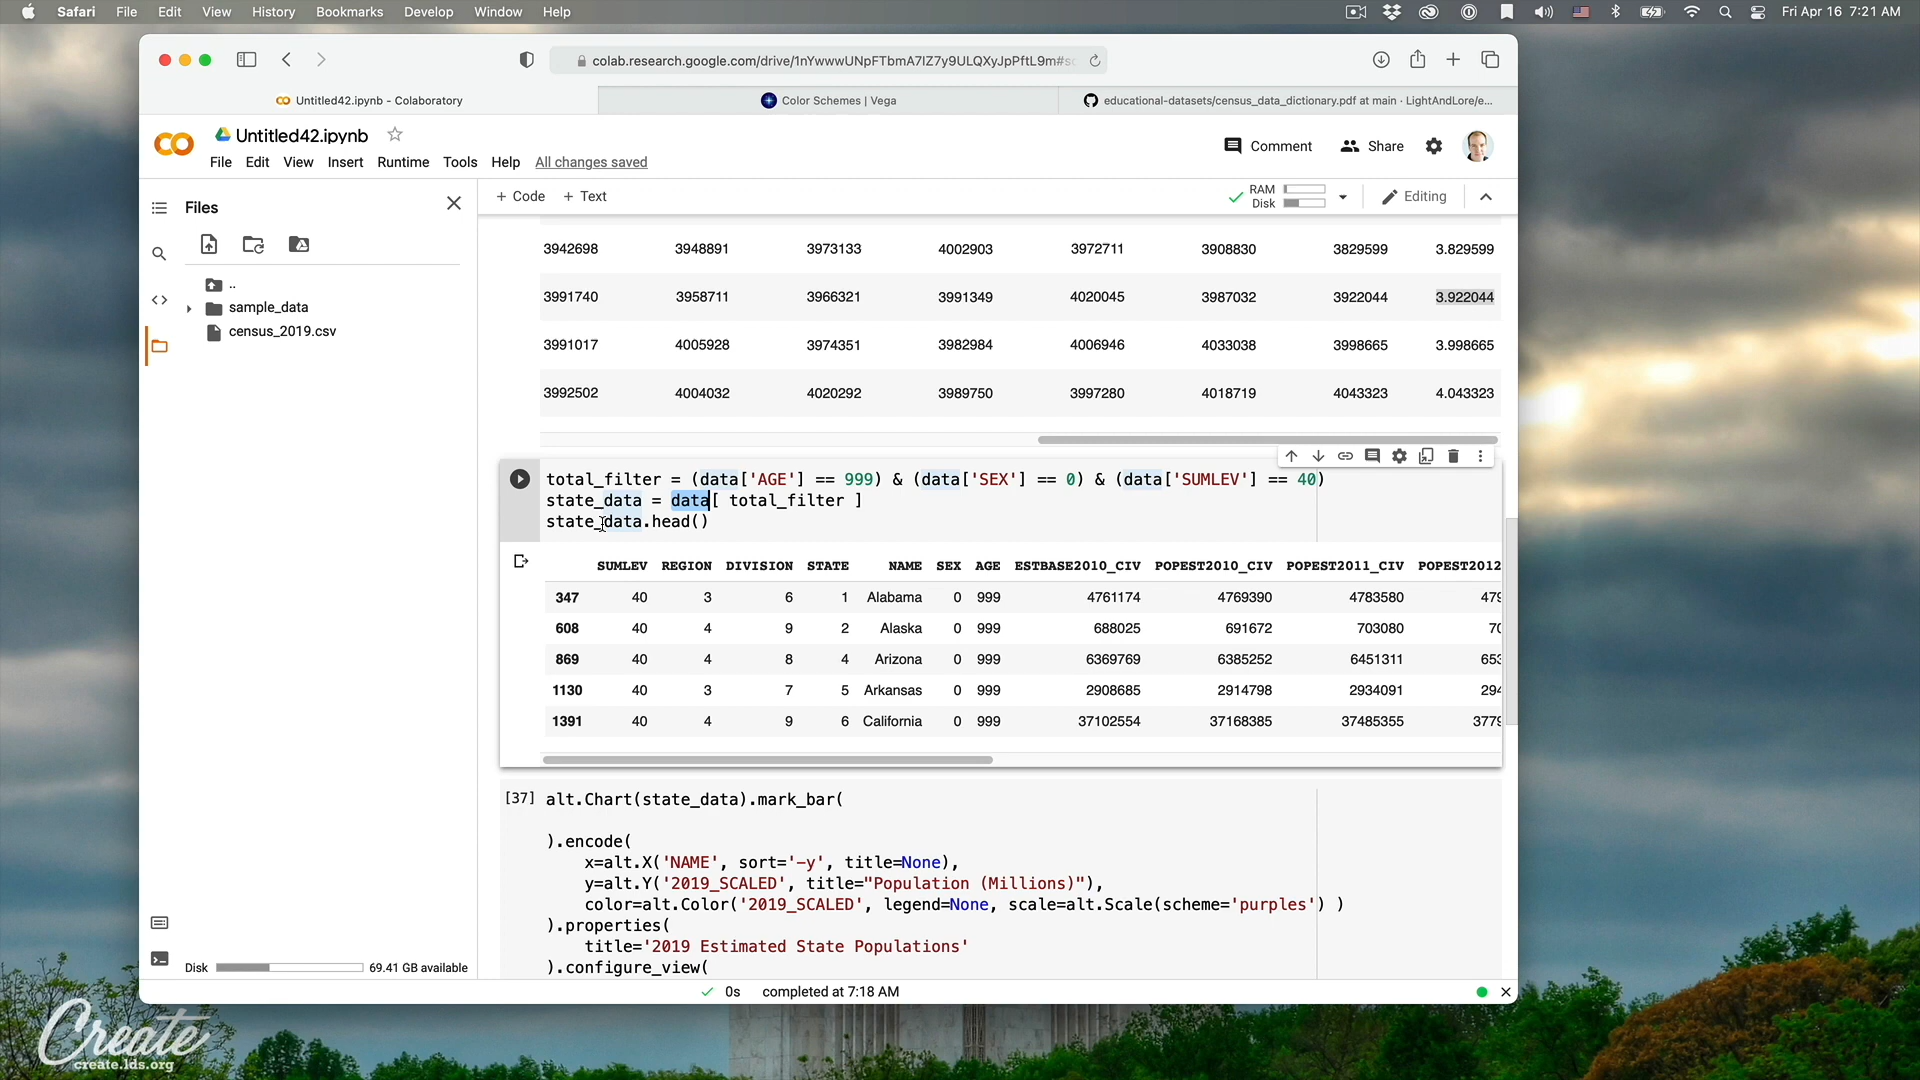 Safari File Edit View History Bookmarks Develop Window Help Fri Apr 16 7:21 AM
colab.research.google.com/drive/1nYwwwUNpFTbmA7IZ7y9ULQXyJpPftL9m#sc
Untitled42.ipynb - Colaboratory Color Schemes | Vega educational-datasets/census_data_dictionary.pdf at main · LightAndLore/e...
Untitled42.ipynb
Comment Share
File Edit View Insert Runtime Tools Help All changes saved
Files
+ Code + Text RAM Disk Editing
..
sample_data
census_2019.csv
3942698 3948891 3973133 4002903 3972711 3908830 3829599 3.829599
3991740 3958711 3966321 3991349 4020045 3987032 3922044 3.922044
3991017 4005928 3974351 3982984 4006946 4033038 3998665 3.998665
3992502 4004032 4020292 3989750 3997280 4018719 4043323 4.043323
total_filter = (data['AGE'] == 999) & (data['SEX'] == 0) & (data['SUMLEV'] == 40)
state_data = data[ total_filter ]
state_data.head()
SUMLEV REGION DIVISION STATE NAME SEX AGE ESTBASE2010_CIV POPEST2010_CIV POPEST2011_CIV POPEST2012
347 40 3 6 1 Alabama 0 999 4761174 4769390 4783580 479
608 40 4 9 2 Alaska 0 999 688025 691672 703080 70
869 40 4 8 4 Arizona 0 999 6369769 6385252 6451311 653
1130 40 3 7 5 Arkansas 0 999 2908685 2914798 2934091 294
1391 40 4 9 6 California 0 999 37102554 37168385 37485355 3779
[37] alt.Chart(state_data).mark_bar(
).encode(
x=alt.X('NAME', sort='-y', title=None),
y=alt.Y('2019_SCALED', title="Population (Millions)"),
color=alt.Color('2019_SCALED', legend=None, scale=alt.Scale(scheme='purples') )
).properties(
title='2019 Estimated State Populations'
).configure_view(
Disk 69.41 GB available
0s completed at 7:18 AM
Create
create.lds.org